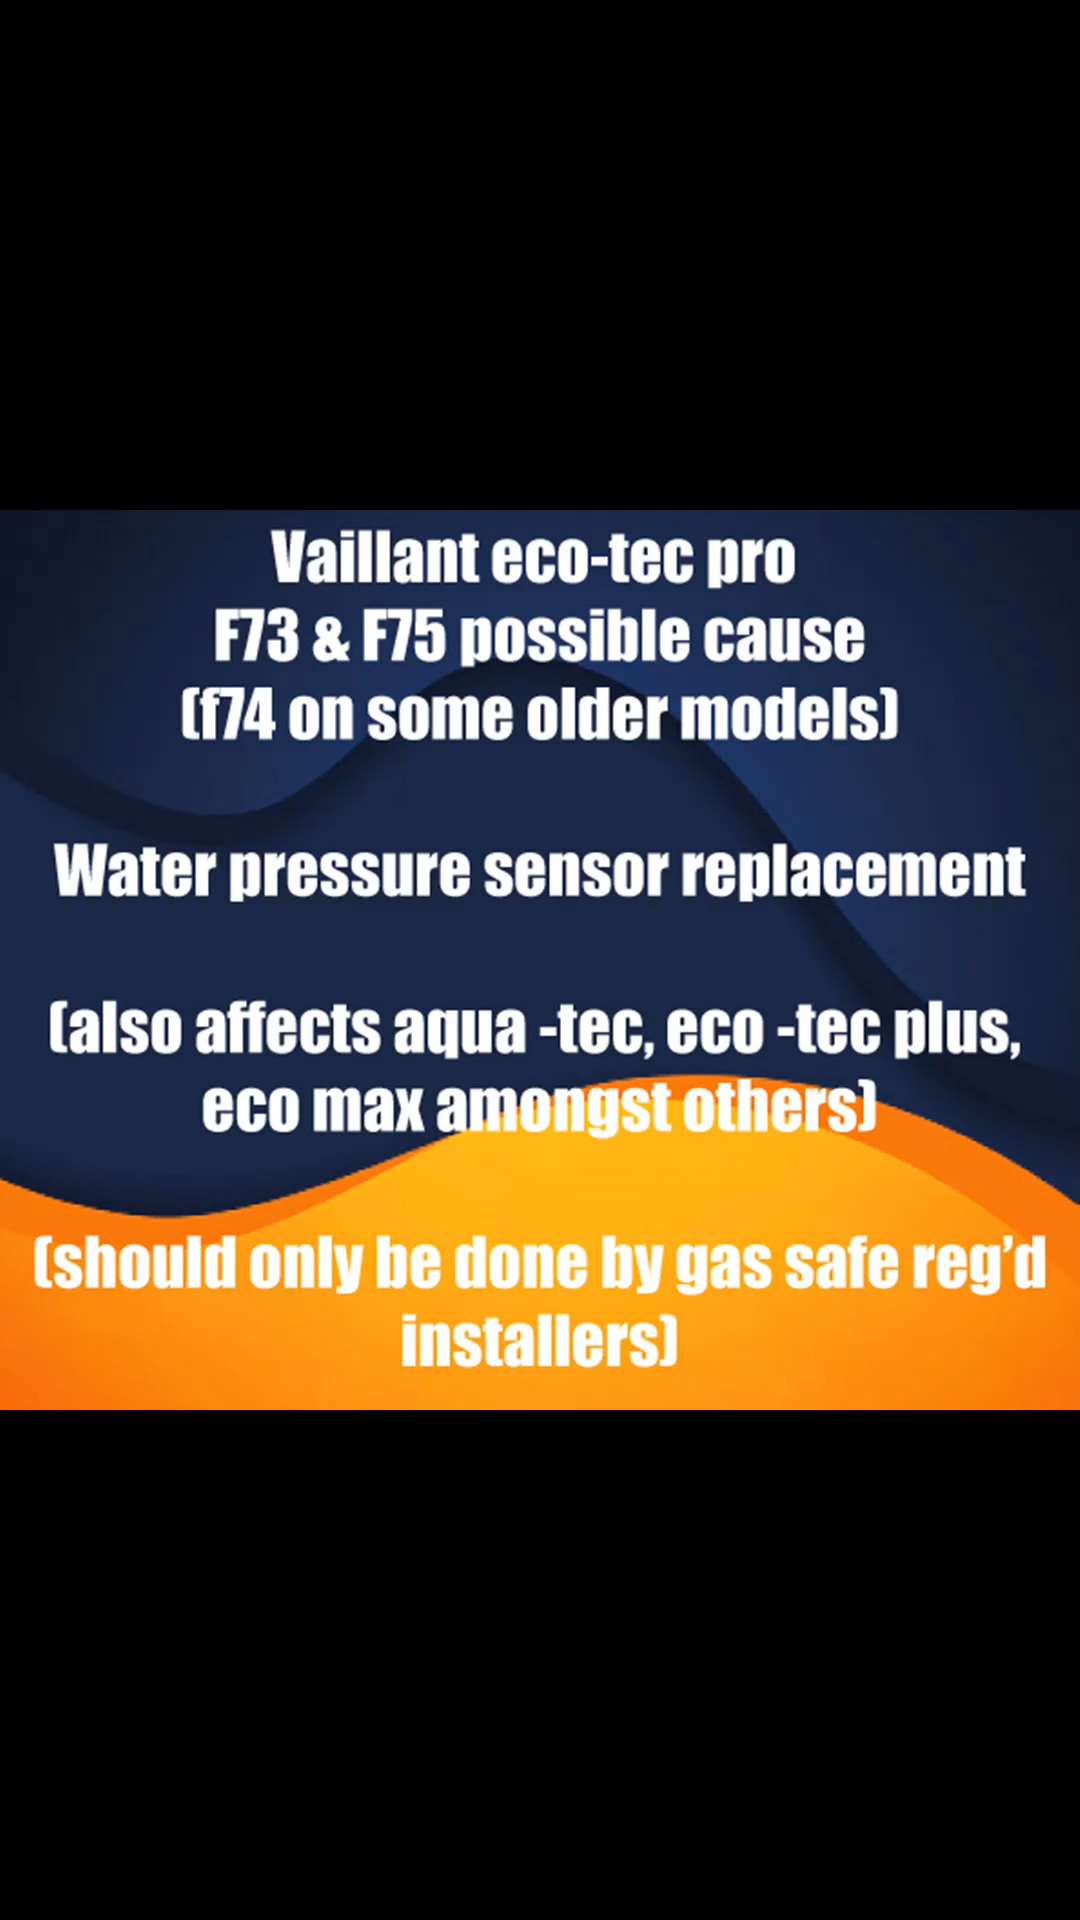 Vaillant eco-tec pro
F73 & F75 possible cause
(f74 on some older models)
Water pressure sensor replacement
(also affects aqua -tec, eco -tec plus,
eco max amongst others)
(should only be done by gas safe reg’d
installers)